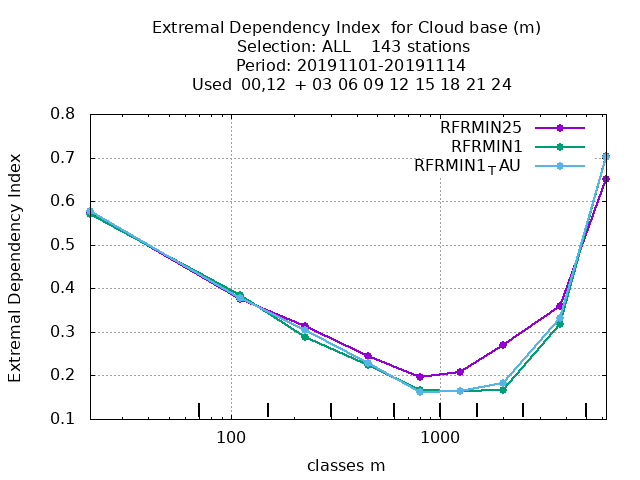 Extremal Dependency Index  for Cloud base (m)
Selection: ALL    143 stations
Period: 20191101-20191114
Used  00,12  + 03 06 09 12 15 18 21 24
RFRMIN25
RFRMIN1
RFRMIN1TAU
Extremal Dependency Index
0.8
0.7
0.6
0.5
0.4
0.3
0.2
0.1
100
1000
classes m